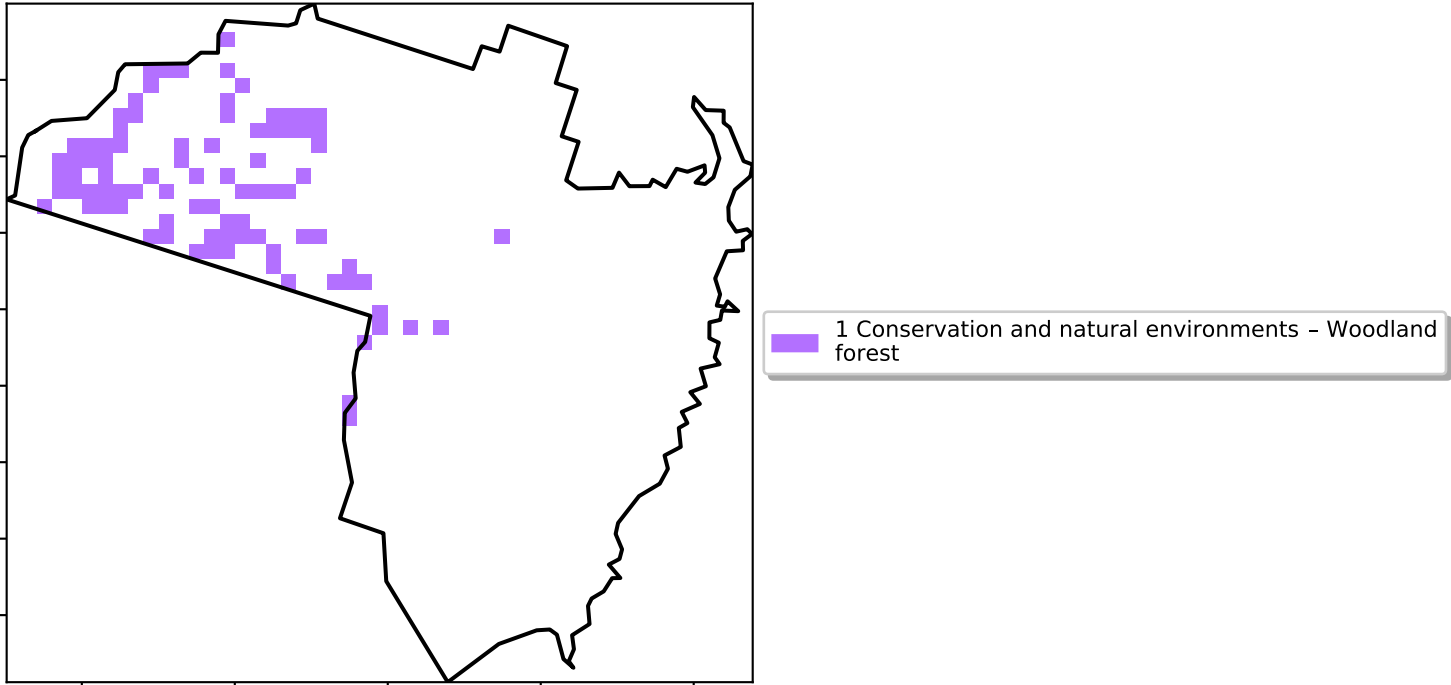 1 Conservation and natural environments – Woodland
forest